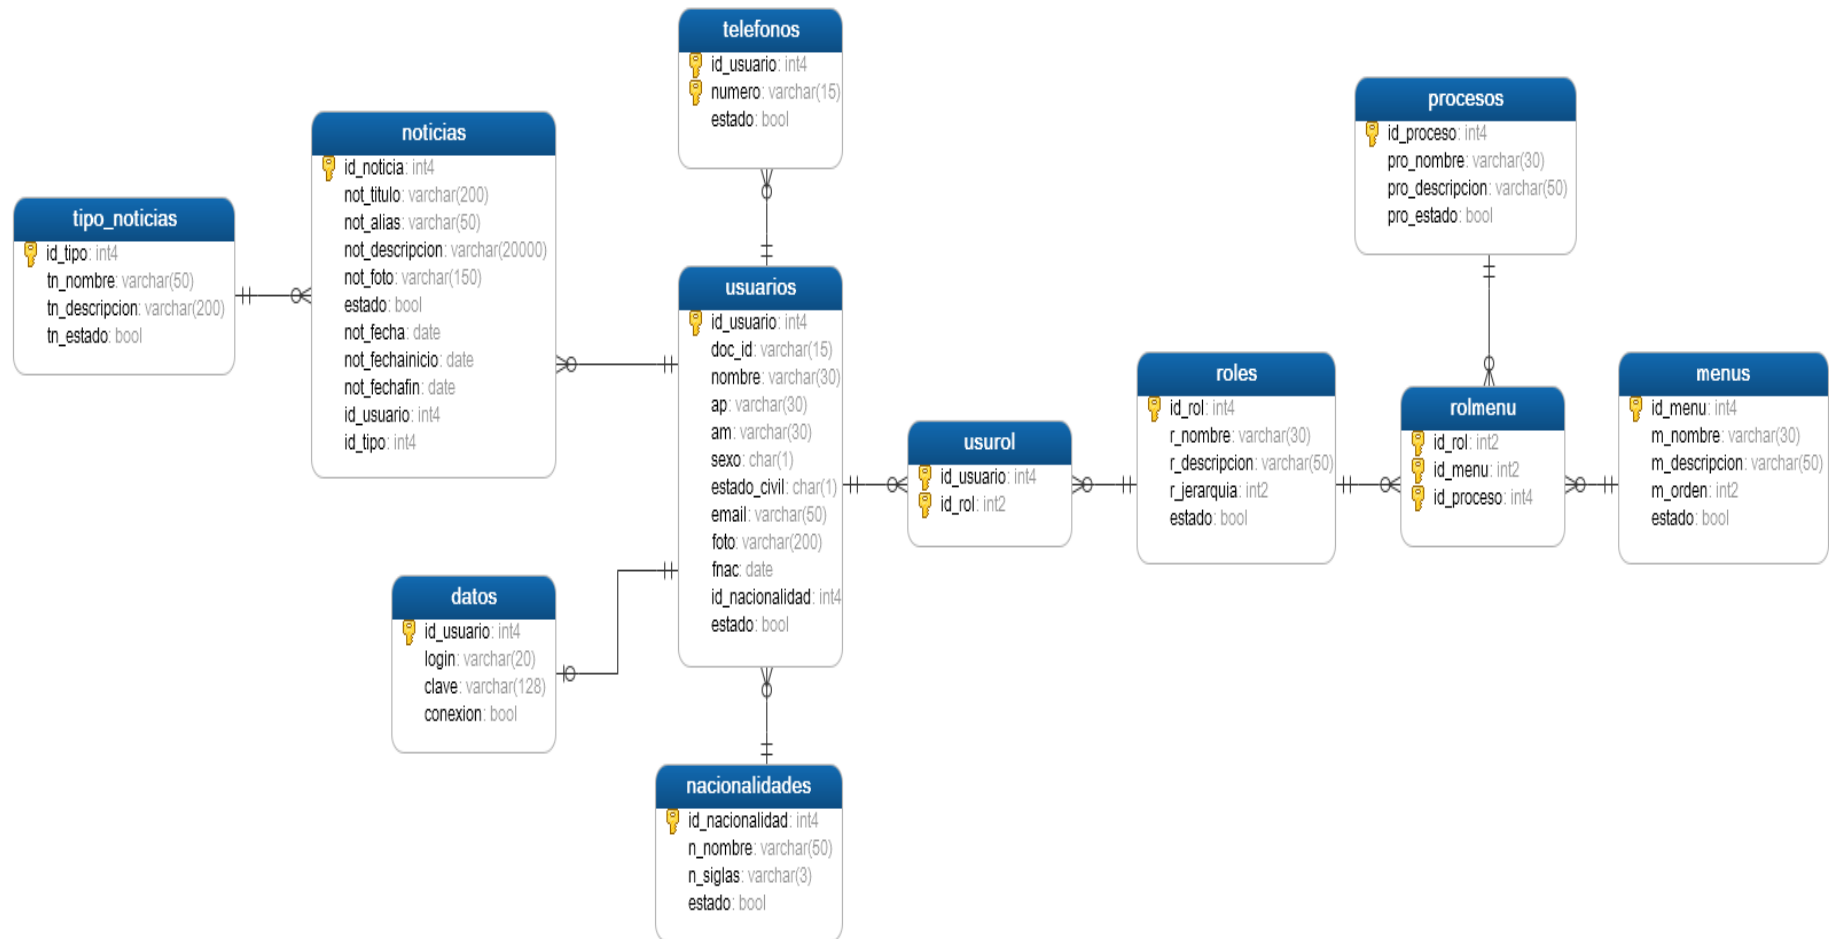 telefonos
id_usuario: int4
numero: varchar(15)
estado: bool
procesos
id_proceso: int4
pro_nombre: varchar(30)
pro_descripcion: varchar(50)
pro_estado: bool
noticias
id_noticia: int4
not_titulo: varchar(200)
not_alias: varchar(50)
not_descripcion: varchar(20000)
not_foto: varchar(150)
estado: bool
not_fecha: date
not_fechainicio: date
not_fechafin: date
id_usuario: int4
id_tipo: int4
tipo_noticias
id_tipo: int4
tn_nombre: varchar(50)
tn_descripcion: varchar(200)
tn_estado: bool
usuarios
id_usuario: int4
doc_id: varchar(15)
nombre: varchar(30)
ap: varchar(30)
am: varchar(30)
sexo: char(1)
estado_civil: char(1)
email: varchar(50)
foto: varchar(200)
fnac: date
id_nacionalidad: int4
estado: bool
usurol
id_usuario: int4
id_rol: int2
roles
id_rol: int4
r_nombre: varchar(30)
r_descripcion: varchar(50)
r_jerarquia: int2
estado: bool
rolmenu
id_rol: int2
id_menu: int2
id_proceso: int4
menus
id_menu: int4
m_nombre: varchar(30)
m_descripcion: varchar(50)
m_orden: int2
estado: bool
datos
id_usuario: int4
login: varchar(20)
clave: varchar(128)
conexion: bool
nacionalidades
id_nacionalidad: int4
n_nombre: varchar(50)
n_siglas: varchar(3)
estado: bool